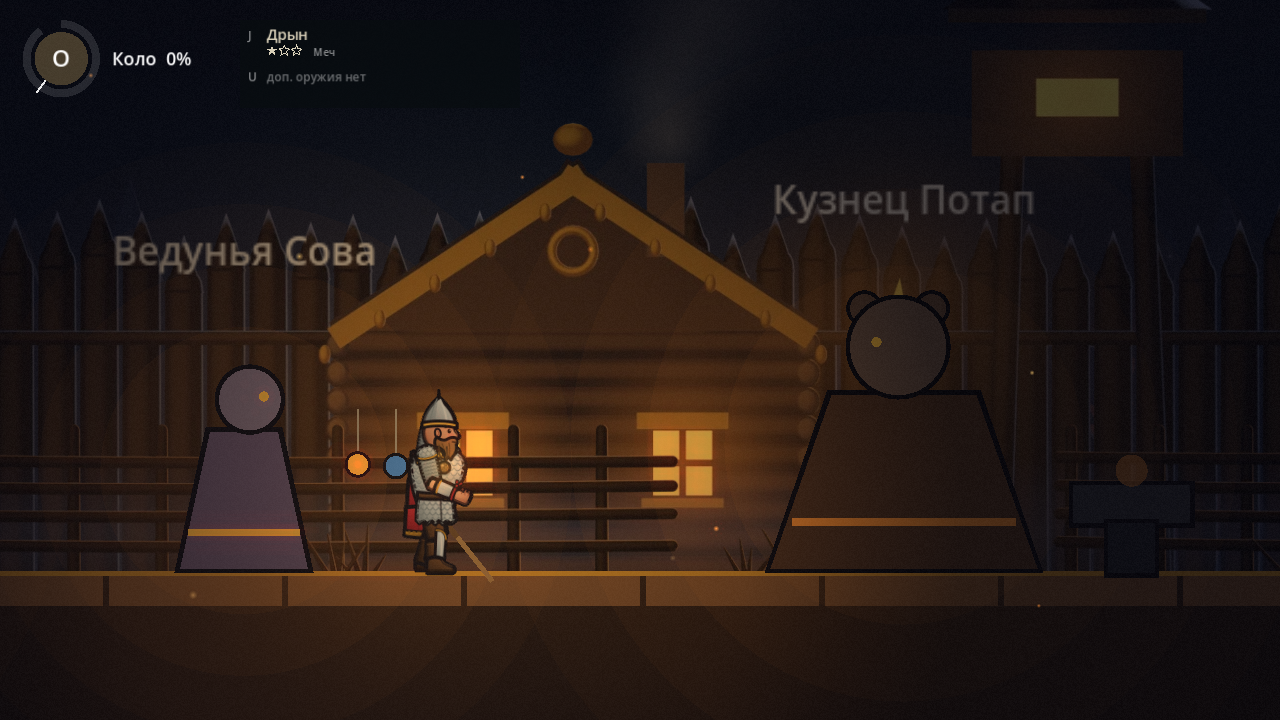 O
Коло 0%
J Дрын
Меч
U доп. оружия нет
Кузнец Потап
Ведунья Сова